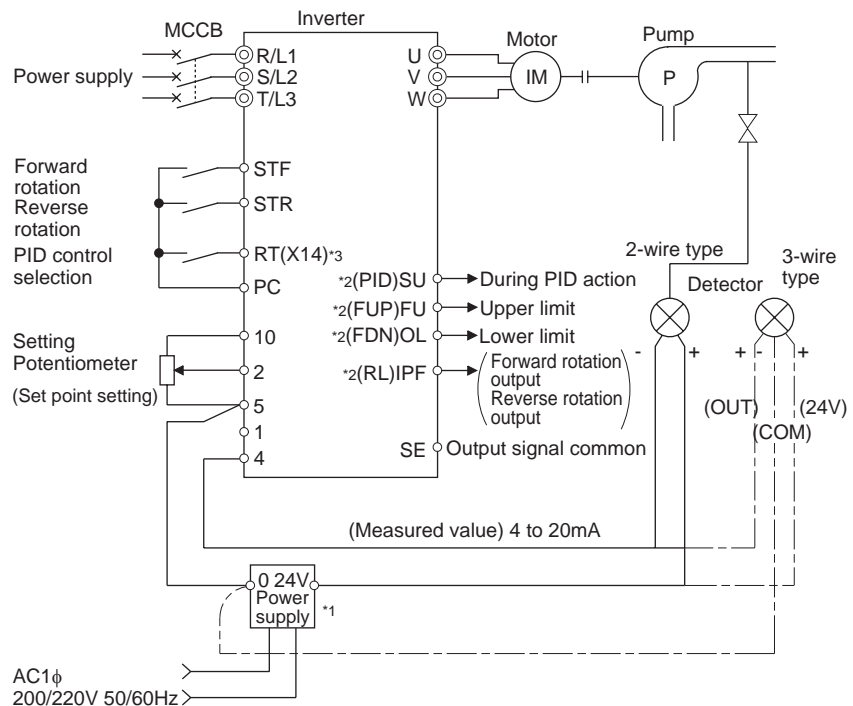 Inverter
MCCB
Motor
Pump
R/L1
S/L2
T/L3
Power supply
U
V
W
IM
P
Forward
rotation
Reverse
rotation
PID control
selection
STF
STR
RT(X14)*3
PC
2-wire type
3-wire
type
Detector
*2(PID)SU
During PID action
*2(FUP)FU
Upper limit
*2(FDN)OL
Lower limit
*2(RL)IPF
Forward rotation
output
Reverse rotation
output
SE
Output signal common
Setting
Potentiometer
(Set point setting)
10
2
5
1
4
- +
+ - +
(OUT)
(24V)
(COM)
(Measured value) 4 to 20mA
0 24V
Power
supply
*1
AC1ϕ
200/220V 50/60Hz